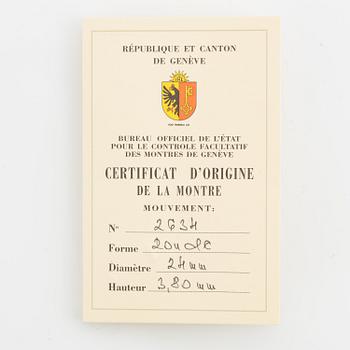 RÉPUBLIQUE ET CANTON
DE GENÈVE
BUREAU OFFICIEL DE L'ÉTAT
POUR LE CONTROLE FACULTATIF
DES MONTRES DE GENÈVE
CERTIFICAT D'ORIGINE
DE LA MONTRE
MOUVEMENT:
No 2634
Forme ronde
Diamètre 24 mm
Hauteur 3,80 mm